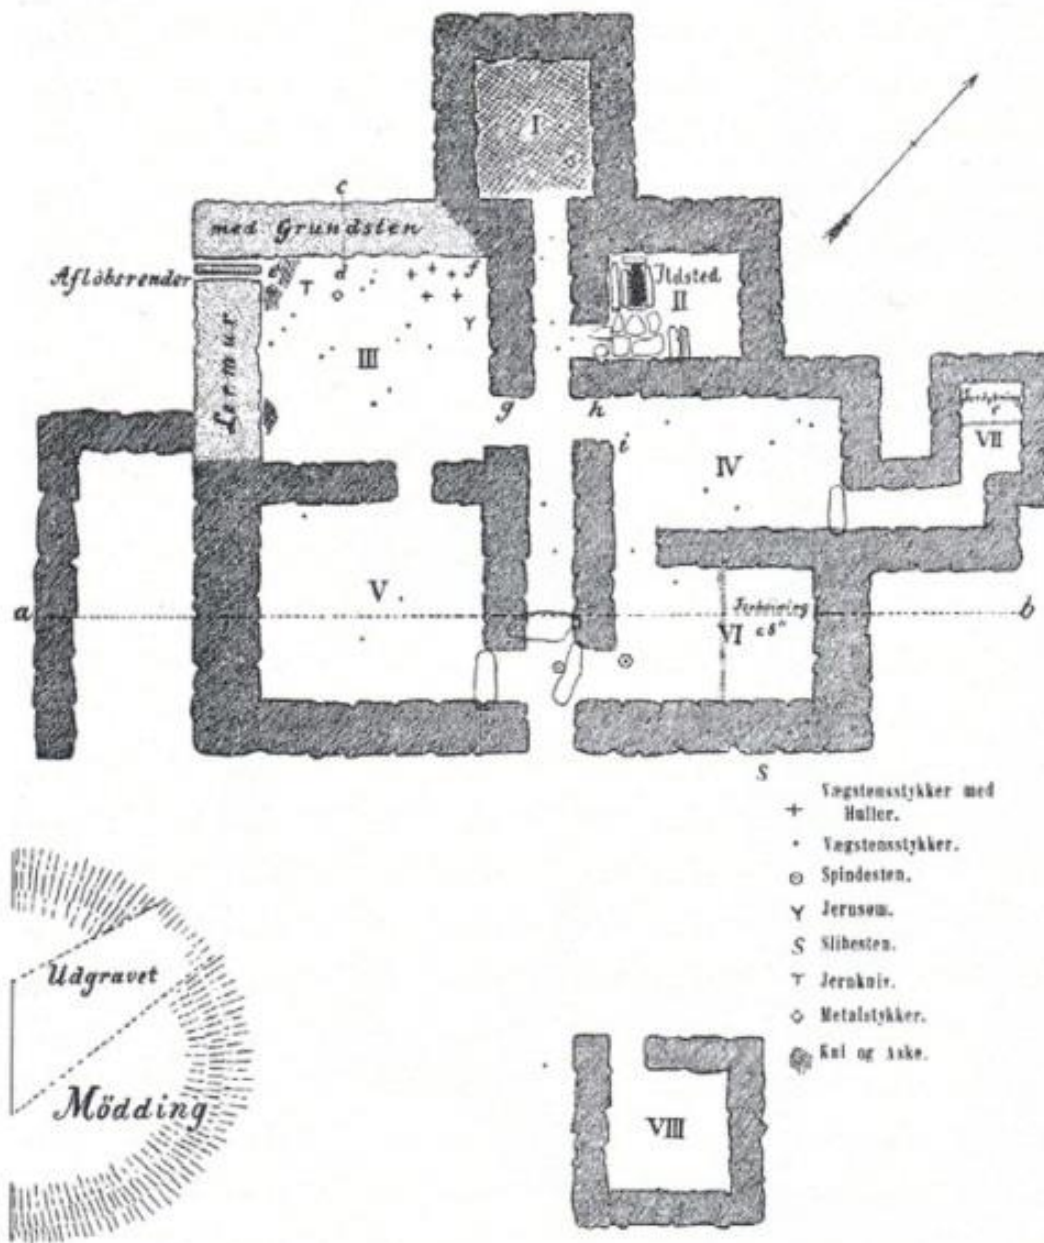 I
c
med Grundsten
Aflöbsrender
e
d
f
Ildsted
II
III
Lermur
g
h
i
IV
VII
V
a
VI
b
S
+ Vægstensstykker med
Huller.
Vægstensstykker.
Spindesten.
Jernsøm.
S Slibesten.
Jernkniv.
Metalstykker.
Kul og Aske.
Udgravet
Mödding
VIII